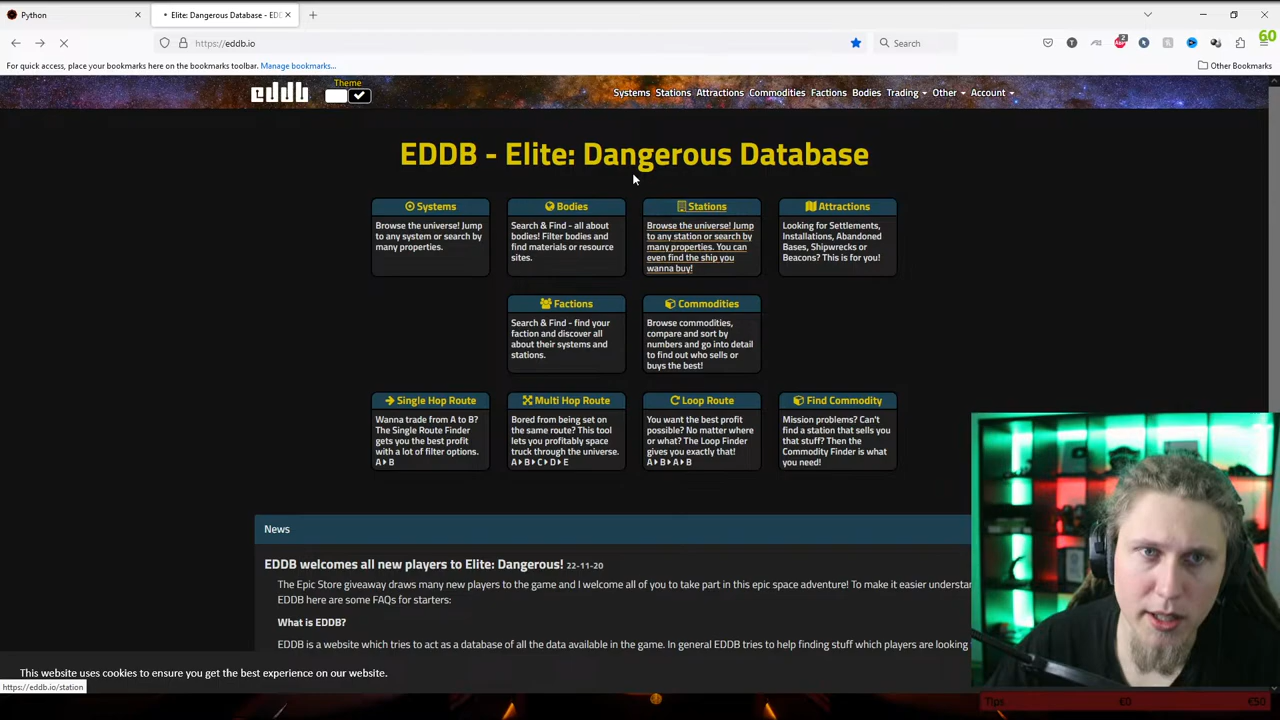 Python
Elite: Dangerous Database - EDD
60
https://eddb.io
Search
2
For quick access, place your bookmarks here on the bookmarks toolbar. Manage bookmarks...
Other Bookmarks
eddb
Theme
Systems Stations Attractions Commodities Factions Bodies Trading Other Account
EDDB - Elite: Dangerous Database
Systems
Browse the universe! Jump
to any system or search by
many properties.
Bodies
Search & Find - all about
bodies! Filter bodies and
find materials or resource
sites.
Stations
Browse the universe! Jump
to any station or search by
many properties. You can
even find the ship you
wanna buy!
Attractions
Looking for Settlements,
Installations, Abandoned
Bases, Shipwrecks or
Beacons? This is for you!
Factions
Search & Find - find your
faction and discover all
about their systems and
stations.
Commodities
Browse commodities,
compare and sort by
numbers and go into detail
to find out who sells or
buys the best!
Single Hop Route
Wanna trade from A to B?
The Single Route Finder
gets you the best profit
with a lot of filter options.
A▸B
Multi Hop Route
Bored from being set on
the same route? This tool
lets you profitably space
truck through the universe.
A▸B▸C▸D▸E
Loop Route
You want the best profit
possible? No matter where
or what? The Loop Finder
gives you exactly that!
A▸B▸A▸B
Find Commodity
Mission problems? Can't
find a station that sells you
that stuff? Then the
Commodity Finder is what
you need!
News
EDDB welcomes all new players to Elite: Dangerous! 22-11-20
The Epic Store giveaway draws many new players to the game and I welcome all of you to take part in this epic space adventure! To make it easier understan
EDDB here are some FAQs for starters:
What is EDDB?
EDDB is a website which tries to act as a database of all the data available in the game. In general EDDB tries to help finding stuff which players are looking
This website uses cookies to ensure you get the best experience on our website.
https://eddb.io/station
Tips €0 €50